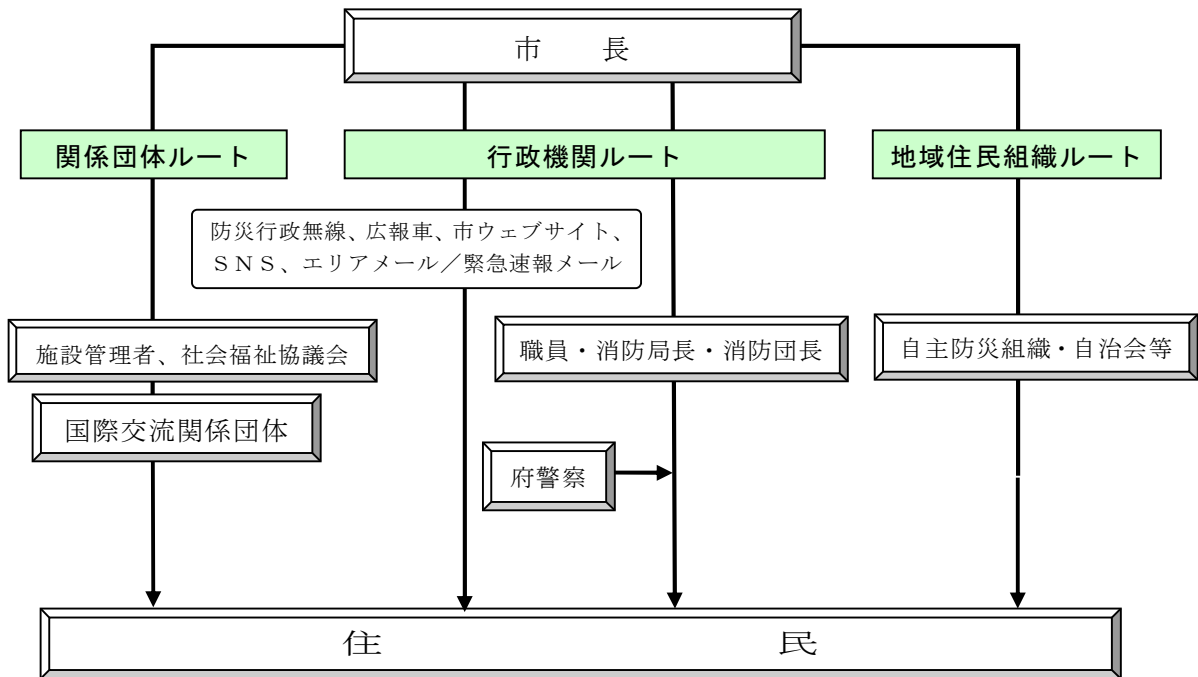 市　　長
関係団体ルート
行政機関ルート
地域住民組織ルート
防災行政無線、広報車、市ウェブサイト、
ＳＮＳ、エリアメール／緊急速報メール
施設管理者、社会福祉協議会
職員・消防局長・消防団長
自主防災組織・自治会等
国際交流関係団体
府警察
住　　　　　民